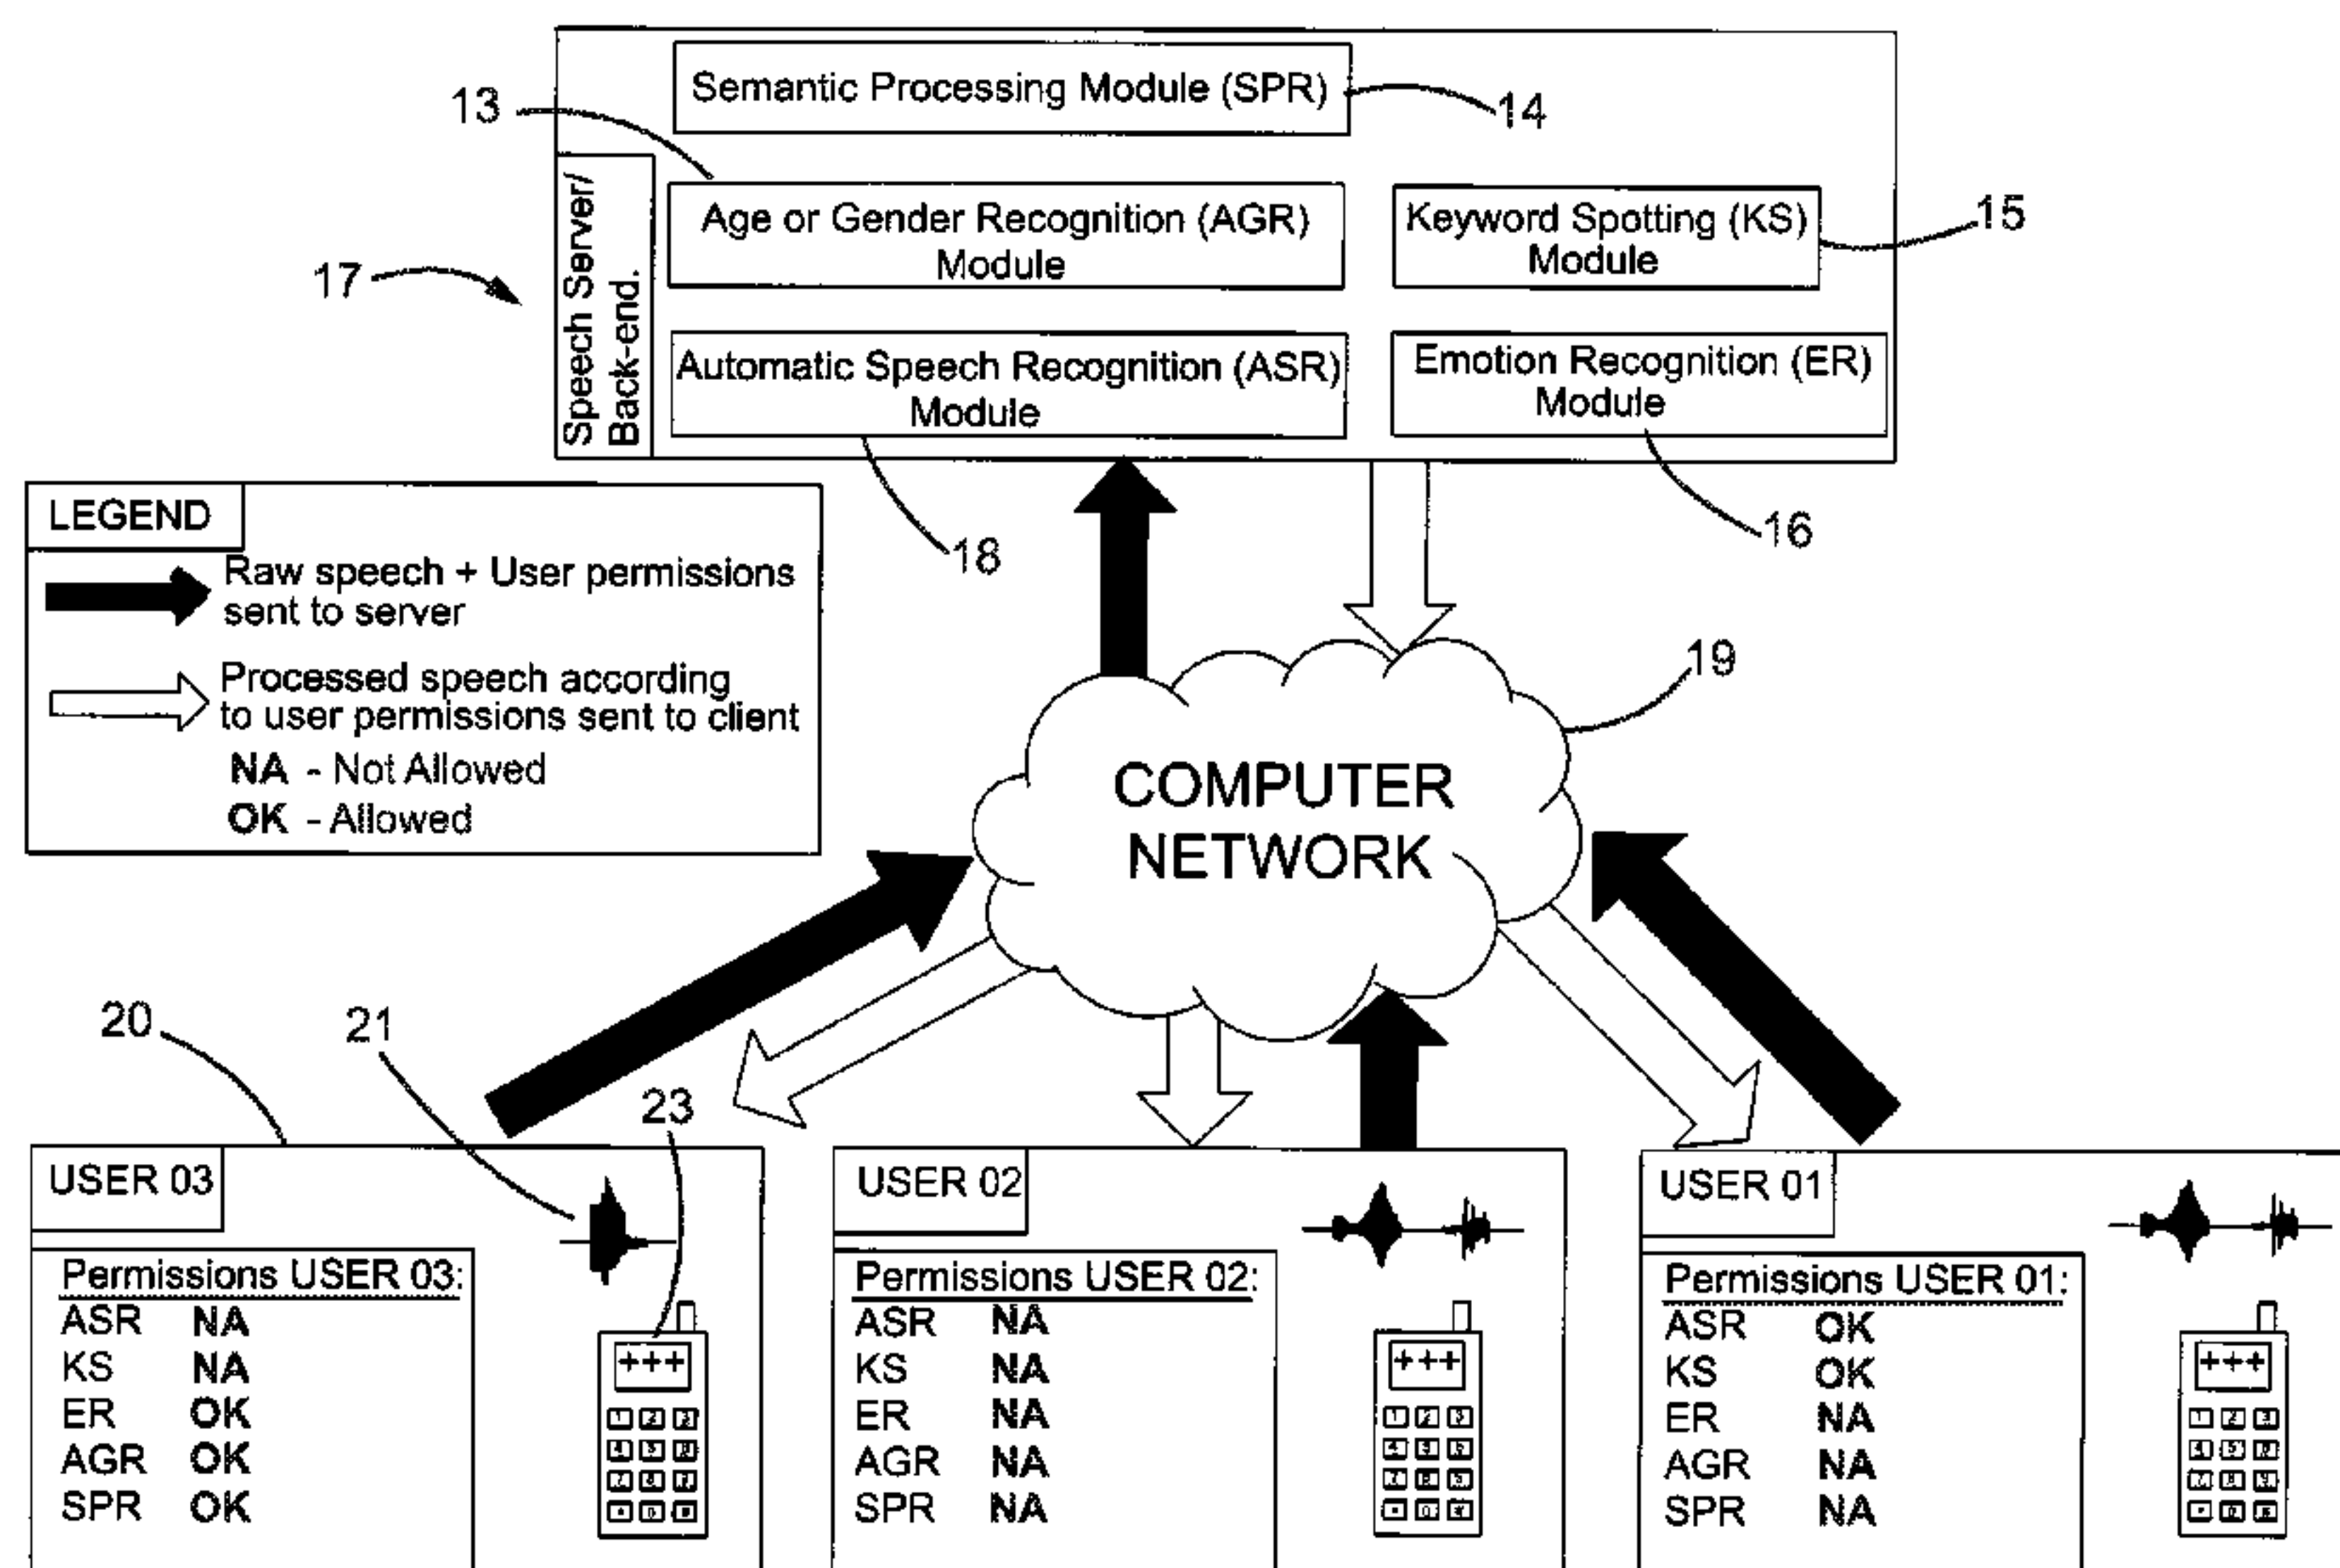 Semantic Processing Module (SPR)
13
14
Speech Server/
Back-end.
Age or Gender Recognition (AGR)
Module
Keyword Spotting (KS)
Module
15
17
Automatic Speech Recognition (ASR)
Module
Emotion Recognition (ER)
Module
18
16
LEGEND
Raw speech + User permissions
sent to server
Processed speech according
to user permissions sent to client
NA - Not Allowed
OK - Allowed
19
COMPUTER
NETWORK
20
21
23
USER 03
Permissions USER 03:
ASR NA
KS NA
ER OK
AGR OK
SPR OK
+++
USER 02
Permissions USER 02:
ASR NA
KS NA
ER NA
AGR NA
SPR NA
+++
USER 01
Permissions USER 01:
ASR OK
KS OK
ER NA
AGR NA
SPR NA
+++